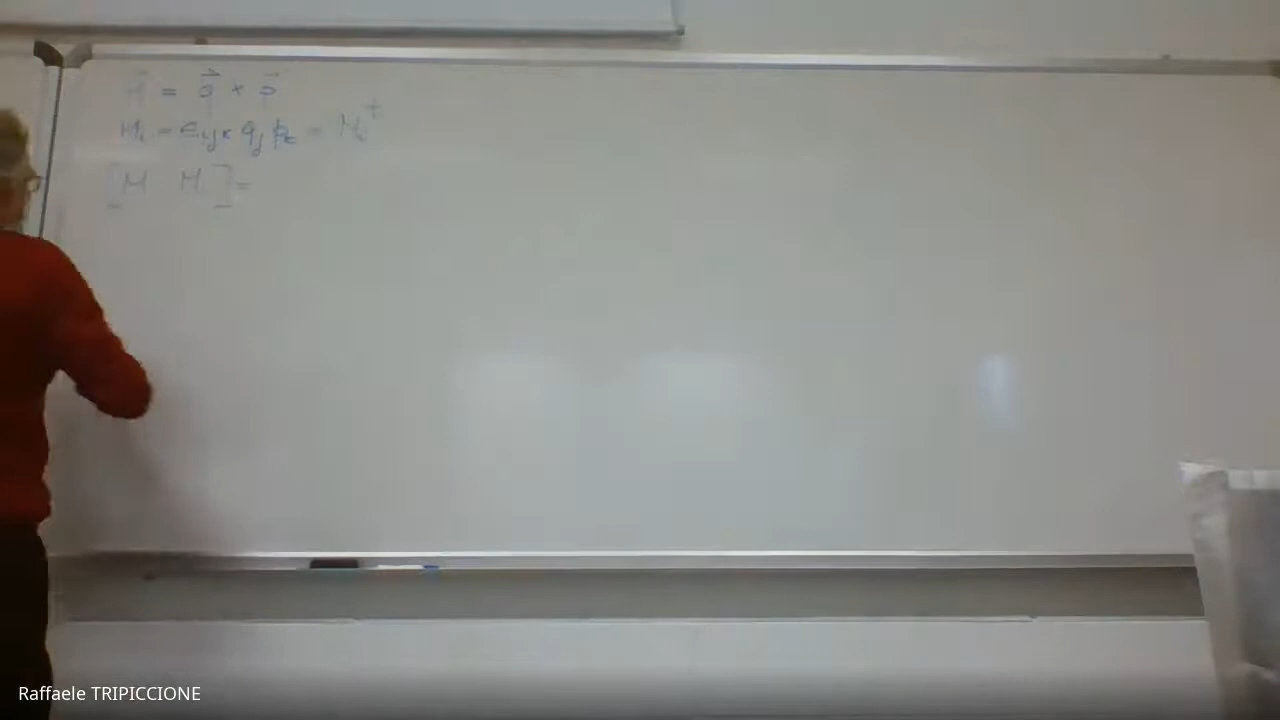 M⃗ = q⃗ × p⃗
Mᵢ = εᵢⱼₖ qⱼ pₖ = Mᵢ⁺
[M M] =
Raffaele TRIPICCIONE